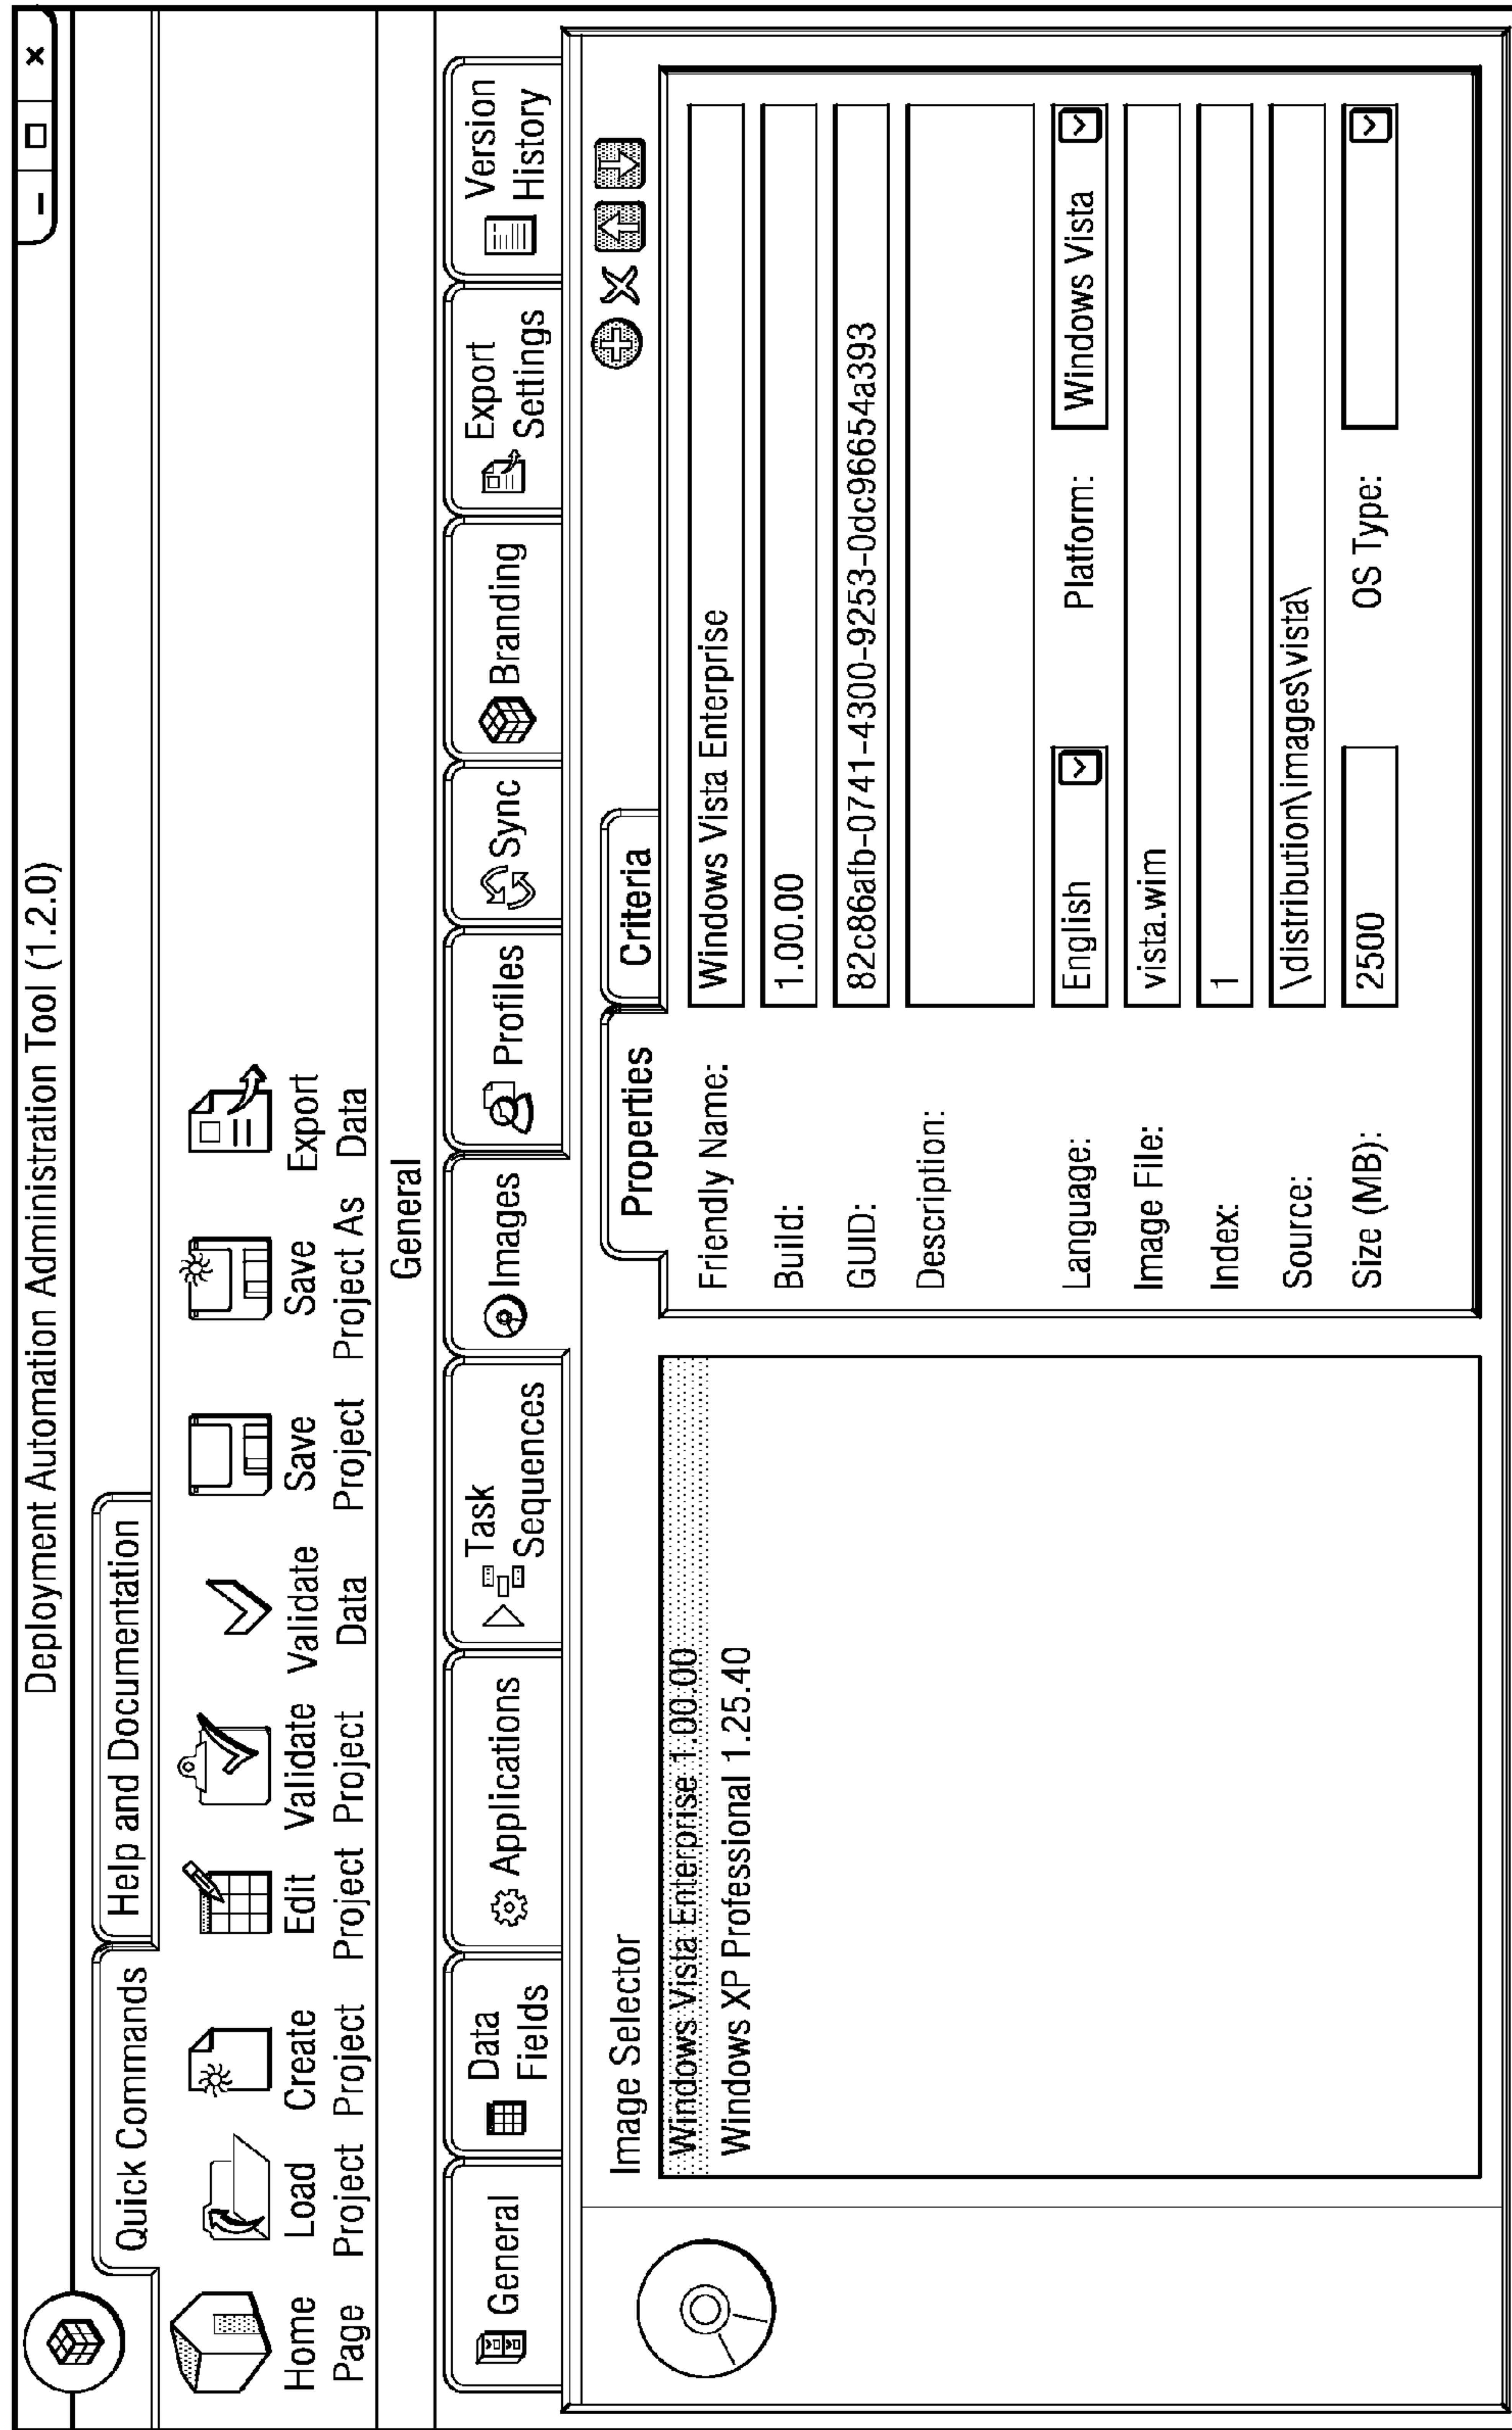 Deployment Automation Administration Tool (1.2.0)
Quick Commands
Help and Documentation
Home Page
Load Project
Create Project
Edit Project
Validate Project
Validate Data
Save Project
Save Project As
Export Data
General
General
Data Fields
Applications
Task Sequences
Images
Profiles
Sync
Branding
Export Settings
Version History
Image Selector
Windows Vista Enterprise 1.00.00
Windows XP Professional 1.25.40
Properties
Criteria
Friendly Name: Windows Vista Enterprise
Build: 1.00.00
GUID: 82c86afb-0741-4300-9253-0dc96654a393
Description:
Language: English Platform: Windows Vista
Image File: vista.wim
Index: 1
Source: \distribution\images\vista\
Size (MB): 2500 OS Type: